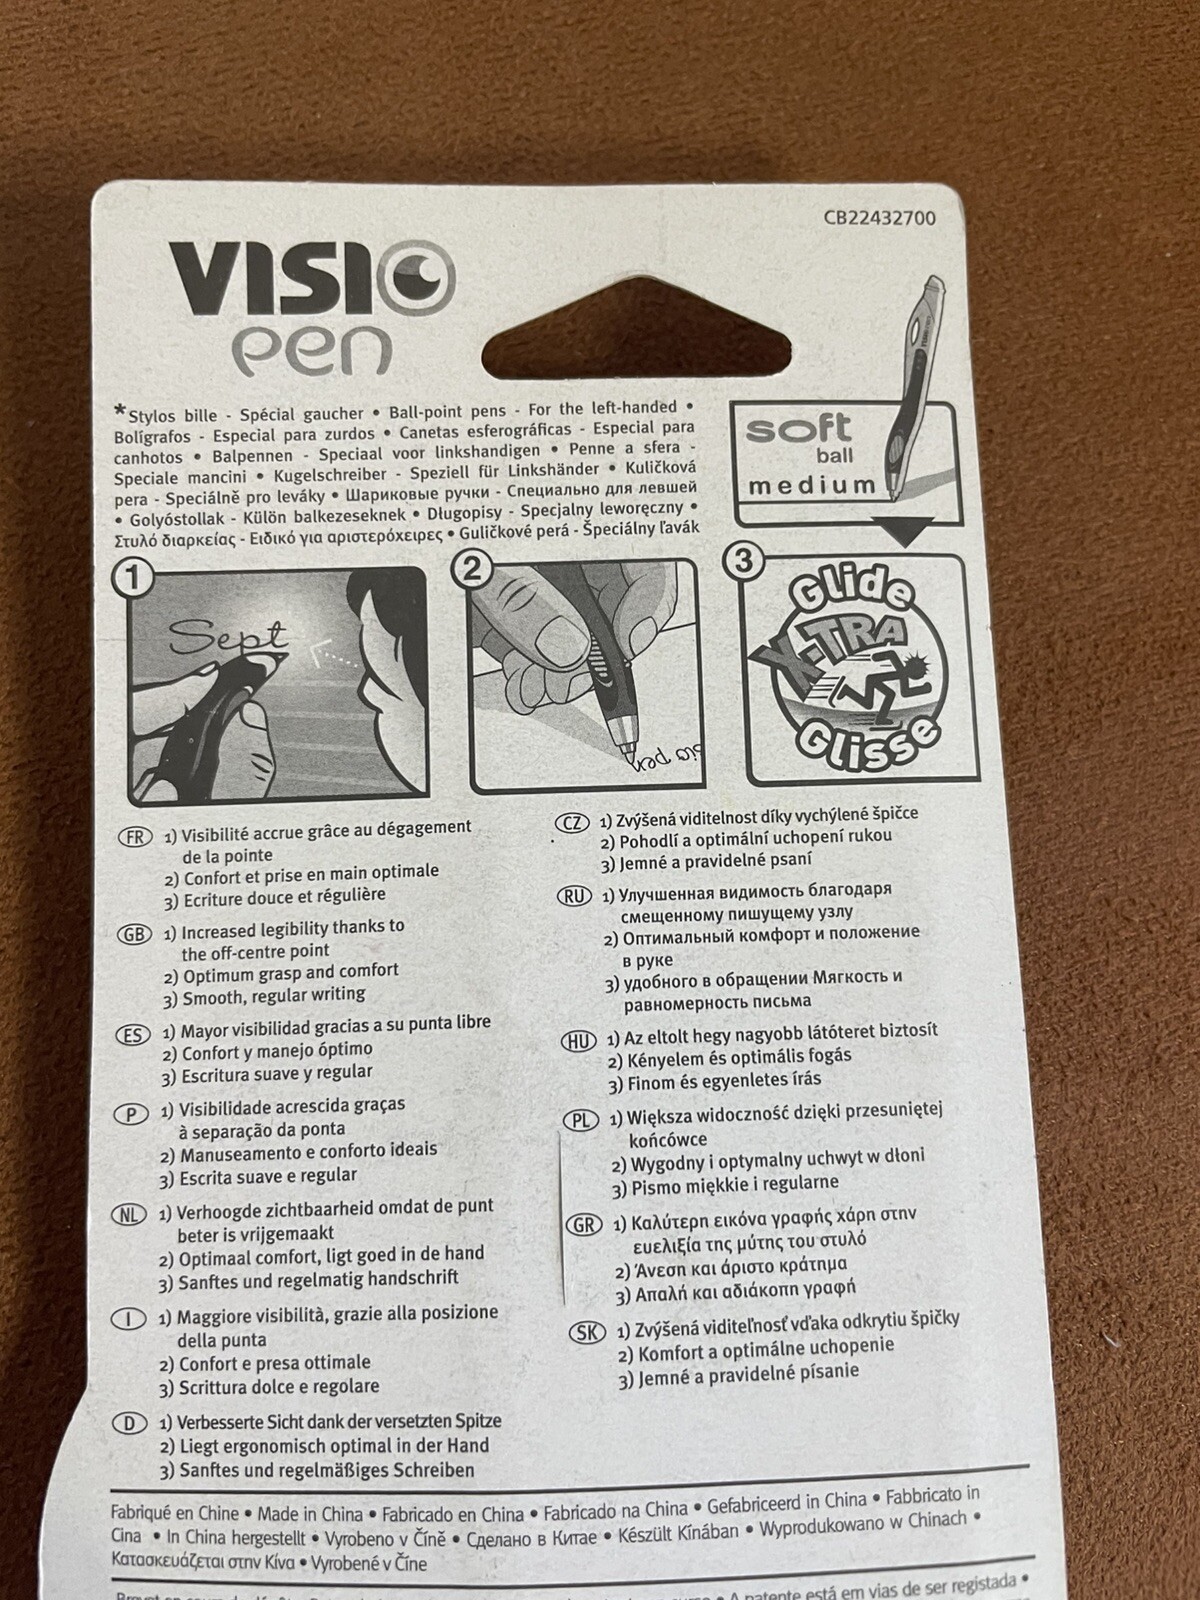 CB22432700
VISIO
pen
*Stylos bille - Spécial gaucher • Ball-point pens - For the left-handed •
Bolígrafos - Especial para zurdos • Canetas esferográficas - Especial para
canhotos • Balpennen - Speciaal voor linkshandigen • Penne a sfera -
Speciale mancini • Kugelschreiber - Speziell für Linkshänder • Kuličková
pera - Speciálně pro leváky • Шариковые ручки - Специально для левшей
• Golyóstollak - Külön balkezeseknek • Długopisy - Specjalny leworęczny •
Στυλό διαρκείας - Ειδικό για αριστερόχειρες • Guličkové perá - Špeciálny ľavák
soft
ball
medium
1
Sept
2
pen
3
Glide
X-TRA
Glisse
FR 1) Visibilité accrue grâce au dégagement
de la pointe
2) Confort et prise en main optimale
3) Ecriture douce et régulière
GB 1) Increased legibility thanks to
the off-centre point
2) Optimum grasp and comfort
3) Smooth, regular writing
ES 1) Mayor visibilidad gracias a su punta libre
2) Confort y manejo óptimo
3) Escritura suave y regular
P 1) Visibilidade acrescida graças
à separação da ponta
2) Manuseamento e conforto ideais
3) Escrita suave e regular
NL 1) Verhoogde zichtbaarheid omdat de punt
beter is vrijgemaakt
2) Optimaal comfort, ligt goed in de hand
3) Sanftes und regelmatig handschrift
I 1) Maggiore visibilità, grazie alla posizione
della punta
2) Confort e presa ottimale
3) Scrittura dolce e regolare
D 1) Verbesserte Sicht dank der versetzten Spitze
2) Liegt ergonomisch optimal in der Hand
3) Sanftes und regelmäßiges Schreiben
CZ 1) Zvýšená viditelnost díky vychýlené špičce
2) Pohodlí a optimální uchopení rukou
3) Jemné a pravidelné psaní
RU 1) Улучшенная видимость благодаря
смещенному пишущему узлу
2) Оптимальный комфорт и положение
в руке
3) удобного в обращении Мягкость и
равномерность письма
HU 1) Az eltolt hegy nagyobb látóteret biztosít
2) Kényelem és optimális fogás
3) Finom és egyenletes írás
PL 1) Większa widoczność dzięki przesuniętej
końcówce
2) Wygodny i optymalny uchwyt w dłoni
3) Pismo miękkie i regularne
GR 1) Καλύτερη εικόνα γραφής χάρη στην
ευελιξία της μύτης του στυλό
2) Άνεση και άριστο κράτημα
3) Απαλή και αδιάκοπη γραφή
SK 1) Zvýšená viditeľnosť vďaka odkrytiu špičky
2) Komfort a optimálne uchopenie
3) Jemné a pravidelné písanie
Fabriqué en Chine • Made in China • Fabricado en China • Fabricado na China • Gefabriceerd in China • Fabbricato in
Cina • In China hergestellt • Vyrobeno v Číně • Сделано в Китае • Készült Kínában • Wyprodukowano w Chinach •
Κατασκευάζεται στην Κίνα • Vyrobené v Číne
• A patente está em vias de ser registada •